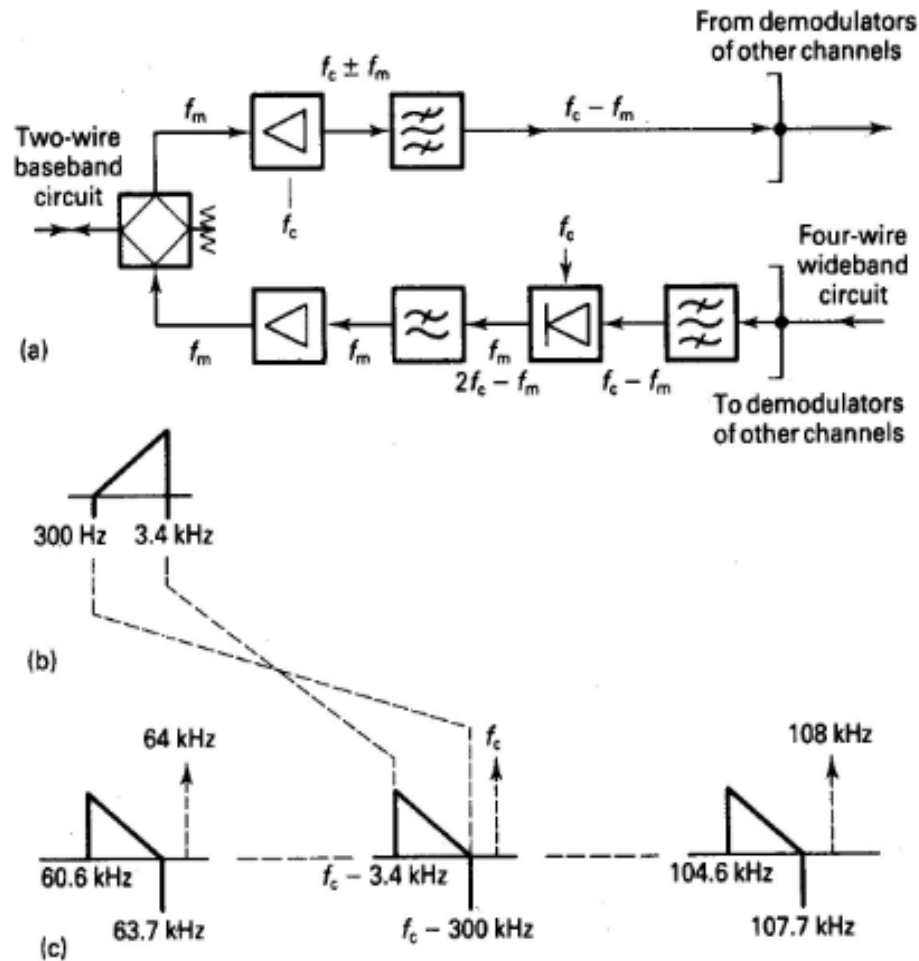 From demodulators
of other channels
f_c ± f_m
f_m
f_c − f_m
Two-wire
baseband
circuit
f_c
f_c
Four-wire
wideband
circuit
(a)
f_m
f_m
f_m
2f_c − f_m
f_c − f_m
To demodulators
of other channels
300 Hz
3.4 kHz
(b)
64 kHz
f_c
108 kHz
60.6 kHz
f_c − 3.4 kHz
104.6 kHz
63.7 kHz
f_c − 300 kHz
107.7 kHz
(c)